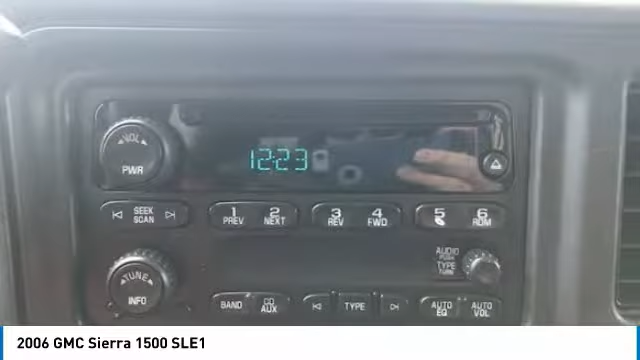 VOL
PWR
12:23
SEEK
SCAN
1
PREV
2
NEXT
3
REV
4
FWD
5
6
RDM
AUDIO
PUSH
TYPE
TUNE
TUNE
INFO
BAND
CD
AUX
TYPE
AUTO
EQ
AUTO
VOL
2006 GMC Sierra 1500 SLE1